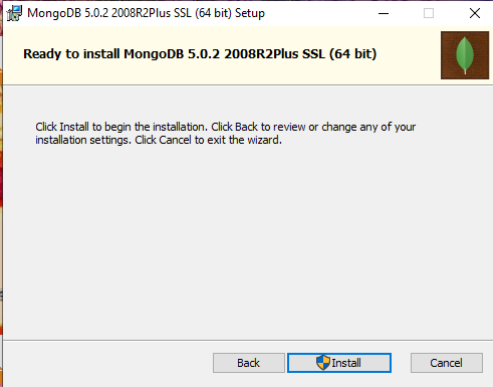 MongoDB 5.0.2 2008R2Plus SSL (64 bit) Setup
Ready to install MongoDB 5.0.2 2008R2Plus SSL (64 bit)
Click Install to begin the installation. Click Back to review or change any of your
installation settings. Click Cancel to exit the wizard.
Back Install Cancel